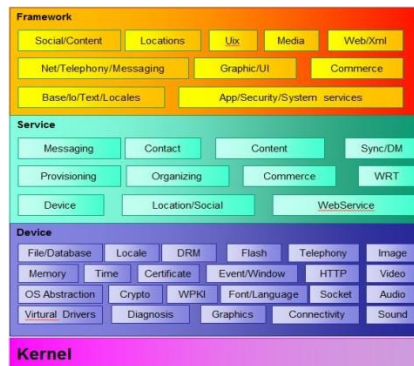 Framework
Social/Content Locations Uix Media Web/Xml
Net/Telephony/Messaging Graphic/UI Commerce
Base/Io/Text/Locales App/Security/System services
Service
Messaging Contact Content Sync/DM
Provisioning Organizing Commerce WRT
Device Location/Social WebService
Device
File/Database Locale DRM Flash Telephony Image
Memory Time Certificate Event/Window HTTP Video
OS Abstraction Crypto WPKI Font/Language Socket Audio
Virtural Drivers Diagnosis Graphics Connectivity Sound
Kernel